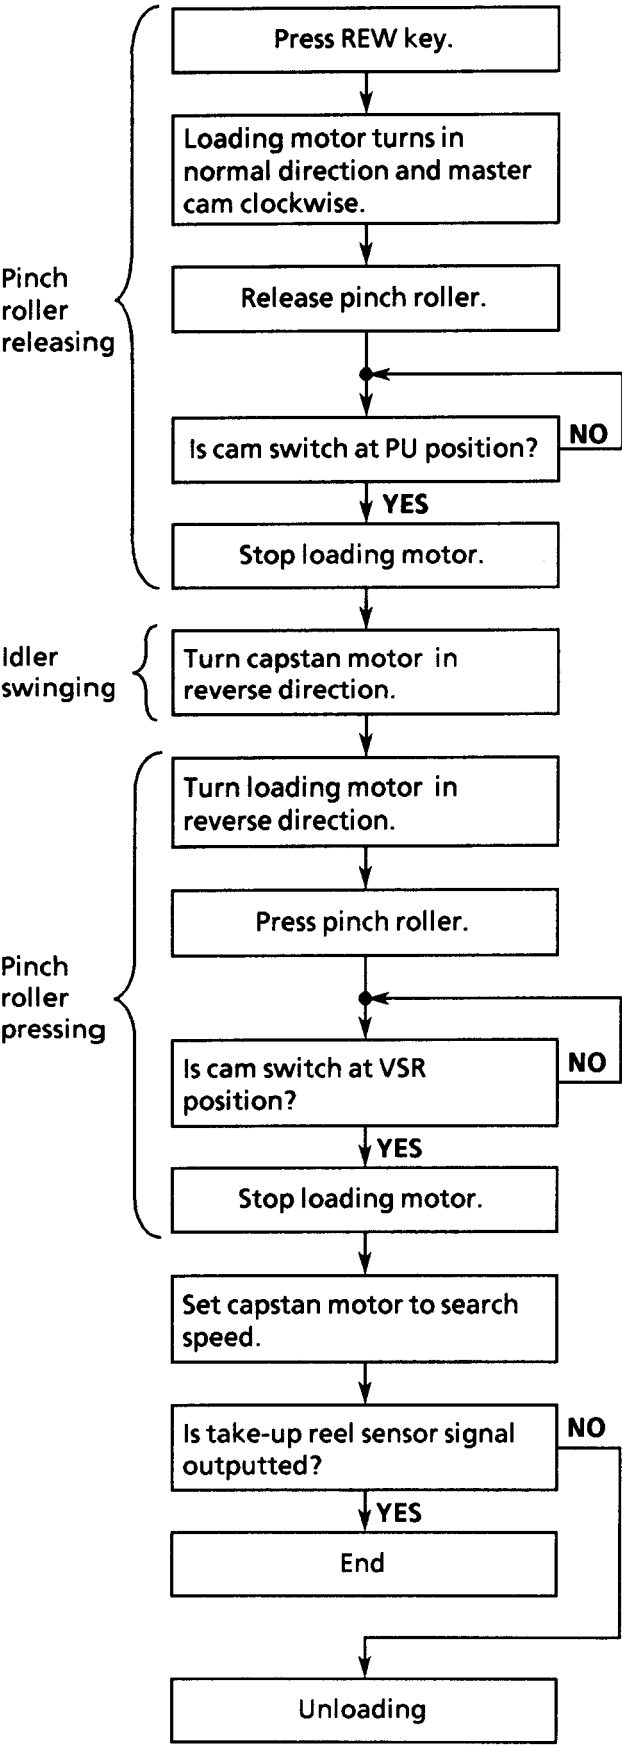 Press REW key.
Loading motor turns in
normal direction and master
cam clockwise.
Pinch
roller
releasing
Release pinch roller.
Is cam switch at PU position?
NO
YES
Stop loading motor.
Idler
swinging
Turn capstan motor in
reverse direction.
Turn loading motor in
reverse direction.
Press pinch roller.
Pinch
roller
pressing
Is cam switch at VSR
position?
NO
YES
Stop loading motor.
Set capstan motor to search
speed.
Is take-up reel sensor signal
outputted?
NO
YES
End
Unloading